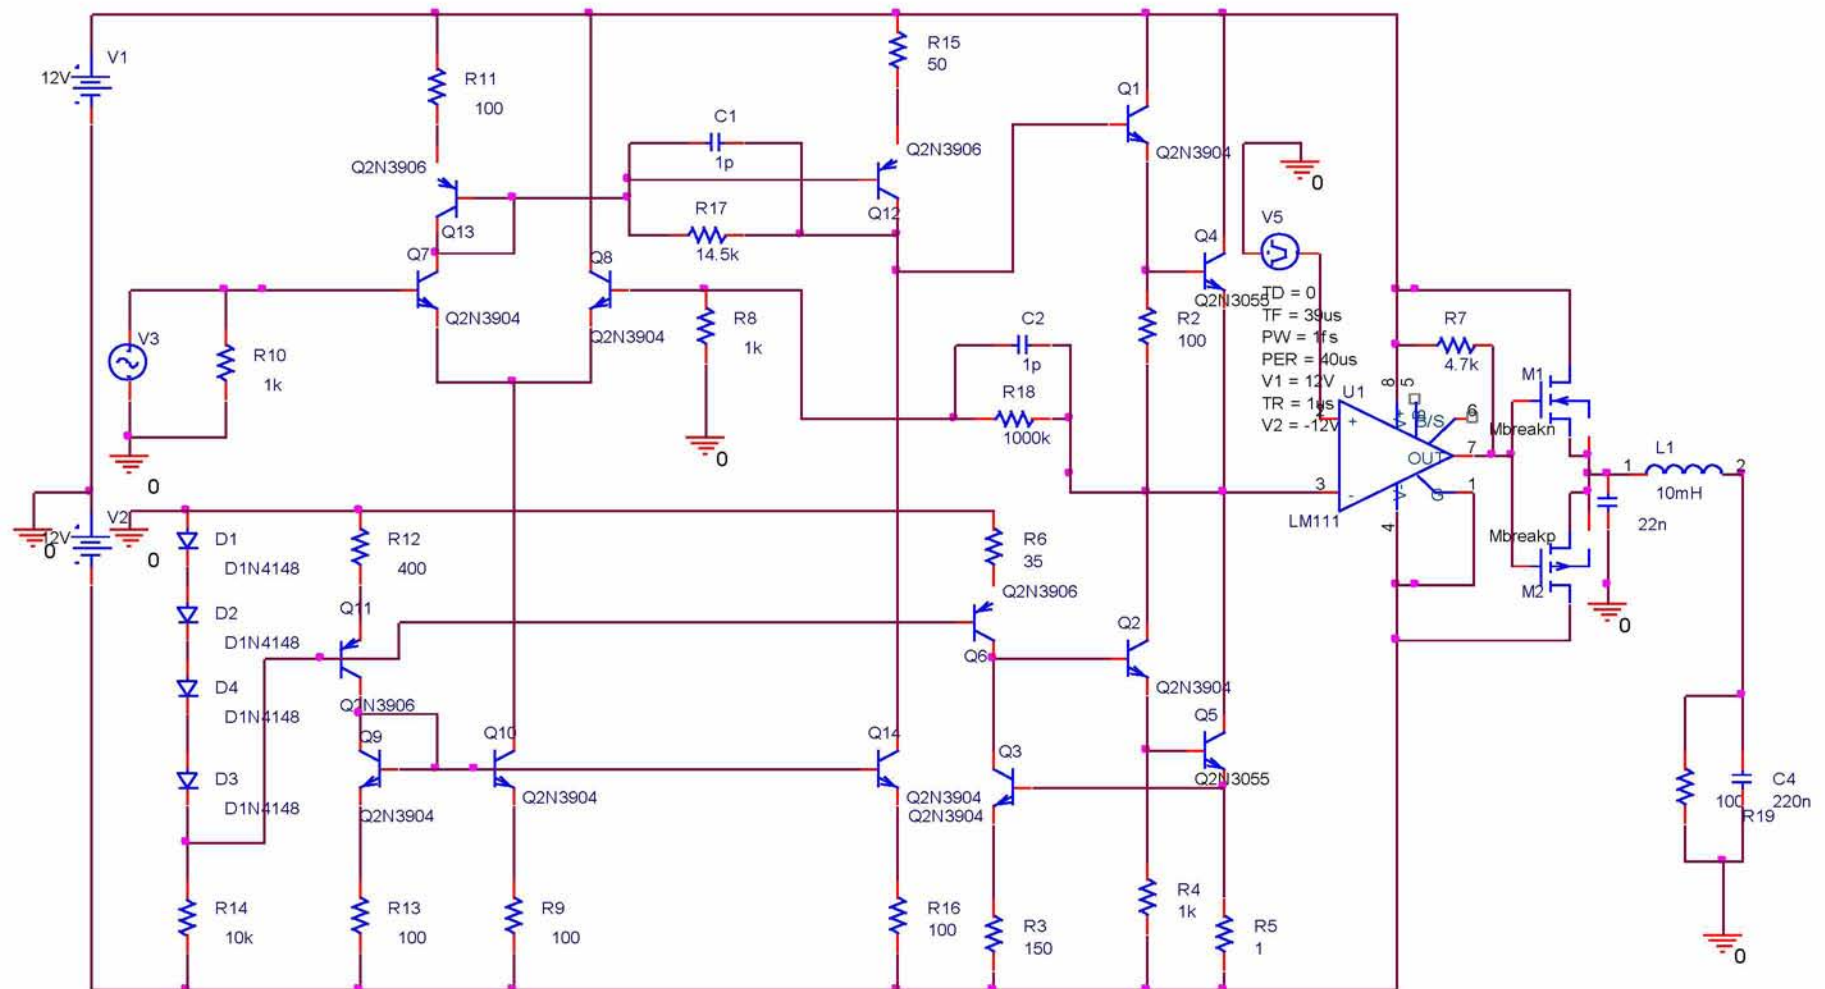 V1
12V
R11
100
Q2N3906
Q13
C1
1p
R17
14.5k
R15
50
Q2N3906
Q12
Q1
Q2N3904
0
V5
Q4
Q2N3055
TD = 0
TF = 39us
PW = 1fs
PER = 40us
V1 = 12V
TR = 1us
V2 = -12V
Q7
Q2N3904
Q8
Q2N3904
V3
R10
1k
0
R8
1k
0
C2
1p
R18
1000k
R2
100
R7
4.7k
U1
2
+
8
V+
5
B/S
6
7
OUT
3
-
V-
4
G
1
LM111
M1
Mbreakn
Mbreakp
M2
22n
0
1
L1
2
10mH
V2
12V
0
0
D1
D1N4148
D2
D1N4148
D4
D1N4148
D3
D1N4148
R12
400
Q11
Q2N3906
R6
35
Q2N3906
Q6
Q2
Q2N3904
Q5
Q2N3055
Q9
Q2N3904
Q10
Q2N3904
Q14
Q2N3904
Q3
Q2N3904
R14
10k
R13
100
R9
100
R16
100
R3
150
R4
1k
R5
1
100
R19
C4
220n
0